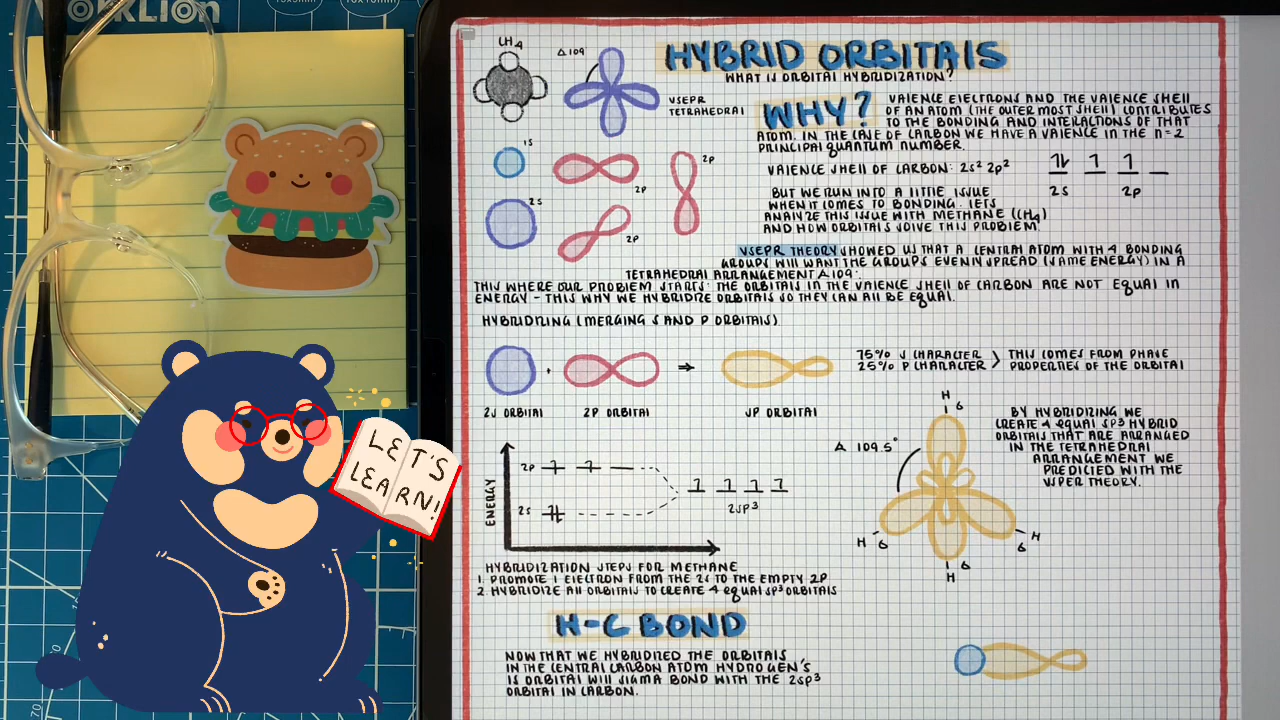 WORKLION
LET'S
LEARN!
CH4
∆ 109
VSEPR
TETRAHEDRAL
HYBRID ORBITALS
WHAT IS ORBITAL HYBRIDIZATION?
WHY?
VALENCE ELECTRONS AND THE VALENCE SHELL
OF AN ATOM (THE OUTER MOST SHELL) CONTRIBUTES
TO THE BONDING AND INTERACTIONS OF THAT
ATOM. IN THE CASE OF CARBON WE HAVE A VALENCE IN THE n=2
PRINCIPAL QUANTUM NUMBER.
1S
2P
2P
2S
2P
VALENCE SHELL OF CARBON: 2S² 2P²
2S 2P
BUT WE RUN INTO A LITTLE ISSUE
WHEN IT COMES TO BONDING. LETS
ANALYZE THIS ISSUE WITH METHANE (CH4)
AND HOW ORBITALS SOLVE THIS PROBLEM.
VSEPR THEORY SHOWED US THAT A CENTRAL ATOM WITH 4 BONDING
GROUPS WILL WANT THE GROUPS EVENLY SPREAD (SAME ENERGY) IN A
TETRAHEDRAL ARRANGEMENT ∆ 109°.
THIS WHERE OUR PROBLEM STARTS: THE ORBITALS IN THE VALENCE SHELL OF CARBON ARE NOT EQUAL IN
ENERGY - THIS WHY WE HYBRIDIZE ORBITALS SO THEY CAN ALL BE EQUAL.
HYBRIDIZING (MERGING S AND P ORBITALS)
+ →
2S ORBITAL 2P ORBITAL SP ORBITAL
75% S CHARACTER
25% P CHARACTER
> THIS COMES FROM PHASE
PROPERTIES OF THE ORBITAL
ENERGY
2P
2S
2SP³
∆ 109.5°
H
6
H 6
6 H
6
H
BY HYBRIDIZING WE
CREATE 4 EQUAL SP³ HYBRID
ORBITALS THAT ARE ARRANGED
IN THE TETRAHEDRAL
ARRANGEMENT WE
PREDICTED WITH THE
VSPER THEORY.
HYBRIDIZATION STEPS FOR METHANE
1. PROMOTE 1 ELECTRON FROM THE 2S TO THE EMPTY 2P
2. HYBRIDIZE ALL ORBITALS TO CREATE 4 EQUAL SP³ ORBITALS
H-C BOND
NOW THAT WE HYBRIDIZED THE ORBITALS
IN THE CENTRAL CARBON ATOM HYDROGEN'S
1S ORBITAL WILL SIGMA BOND WITH THE 2SP³
ORBITAL IN CARBON.